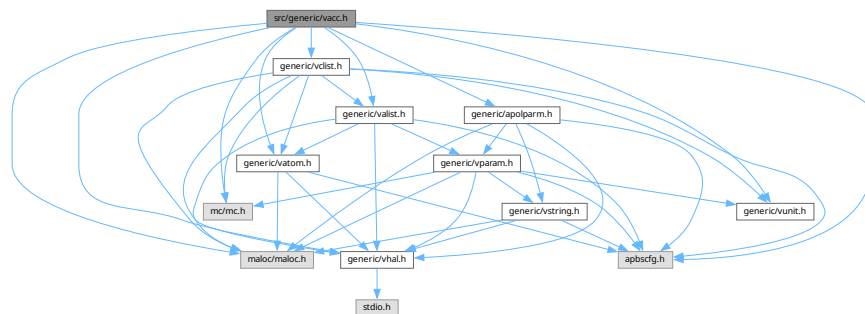 src/generic/vacc.h
generic/vclist.h
generic/valist.h
generic/apolparm.h
generic/vatom.h
generic/vparam.h
mc/mc.h
generic/vstring.h
generic/vunit.h
maloc/maloc.h
generic/vhal.h
apbscfg.h
stdio.h